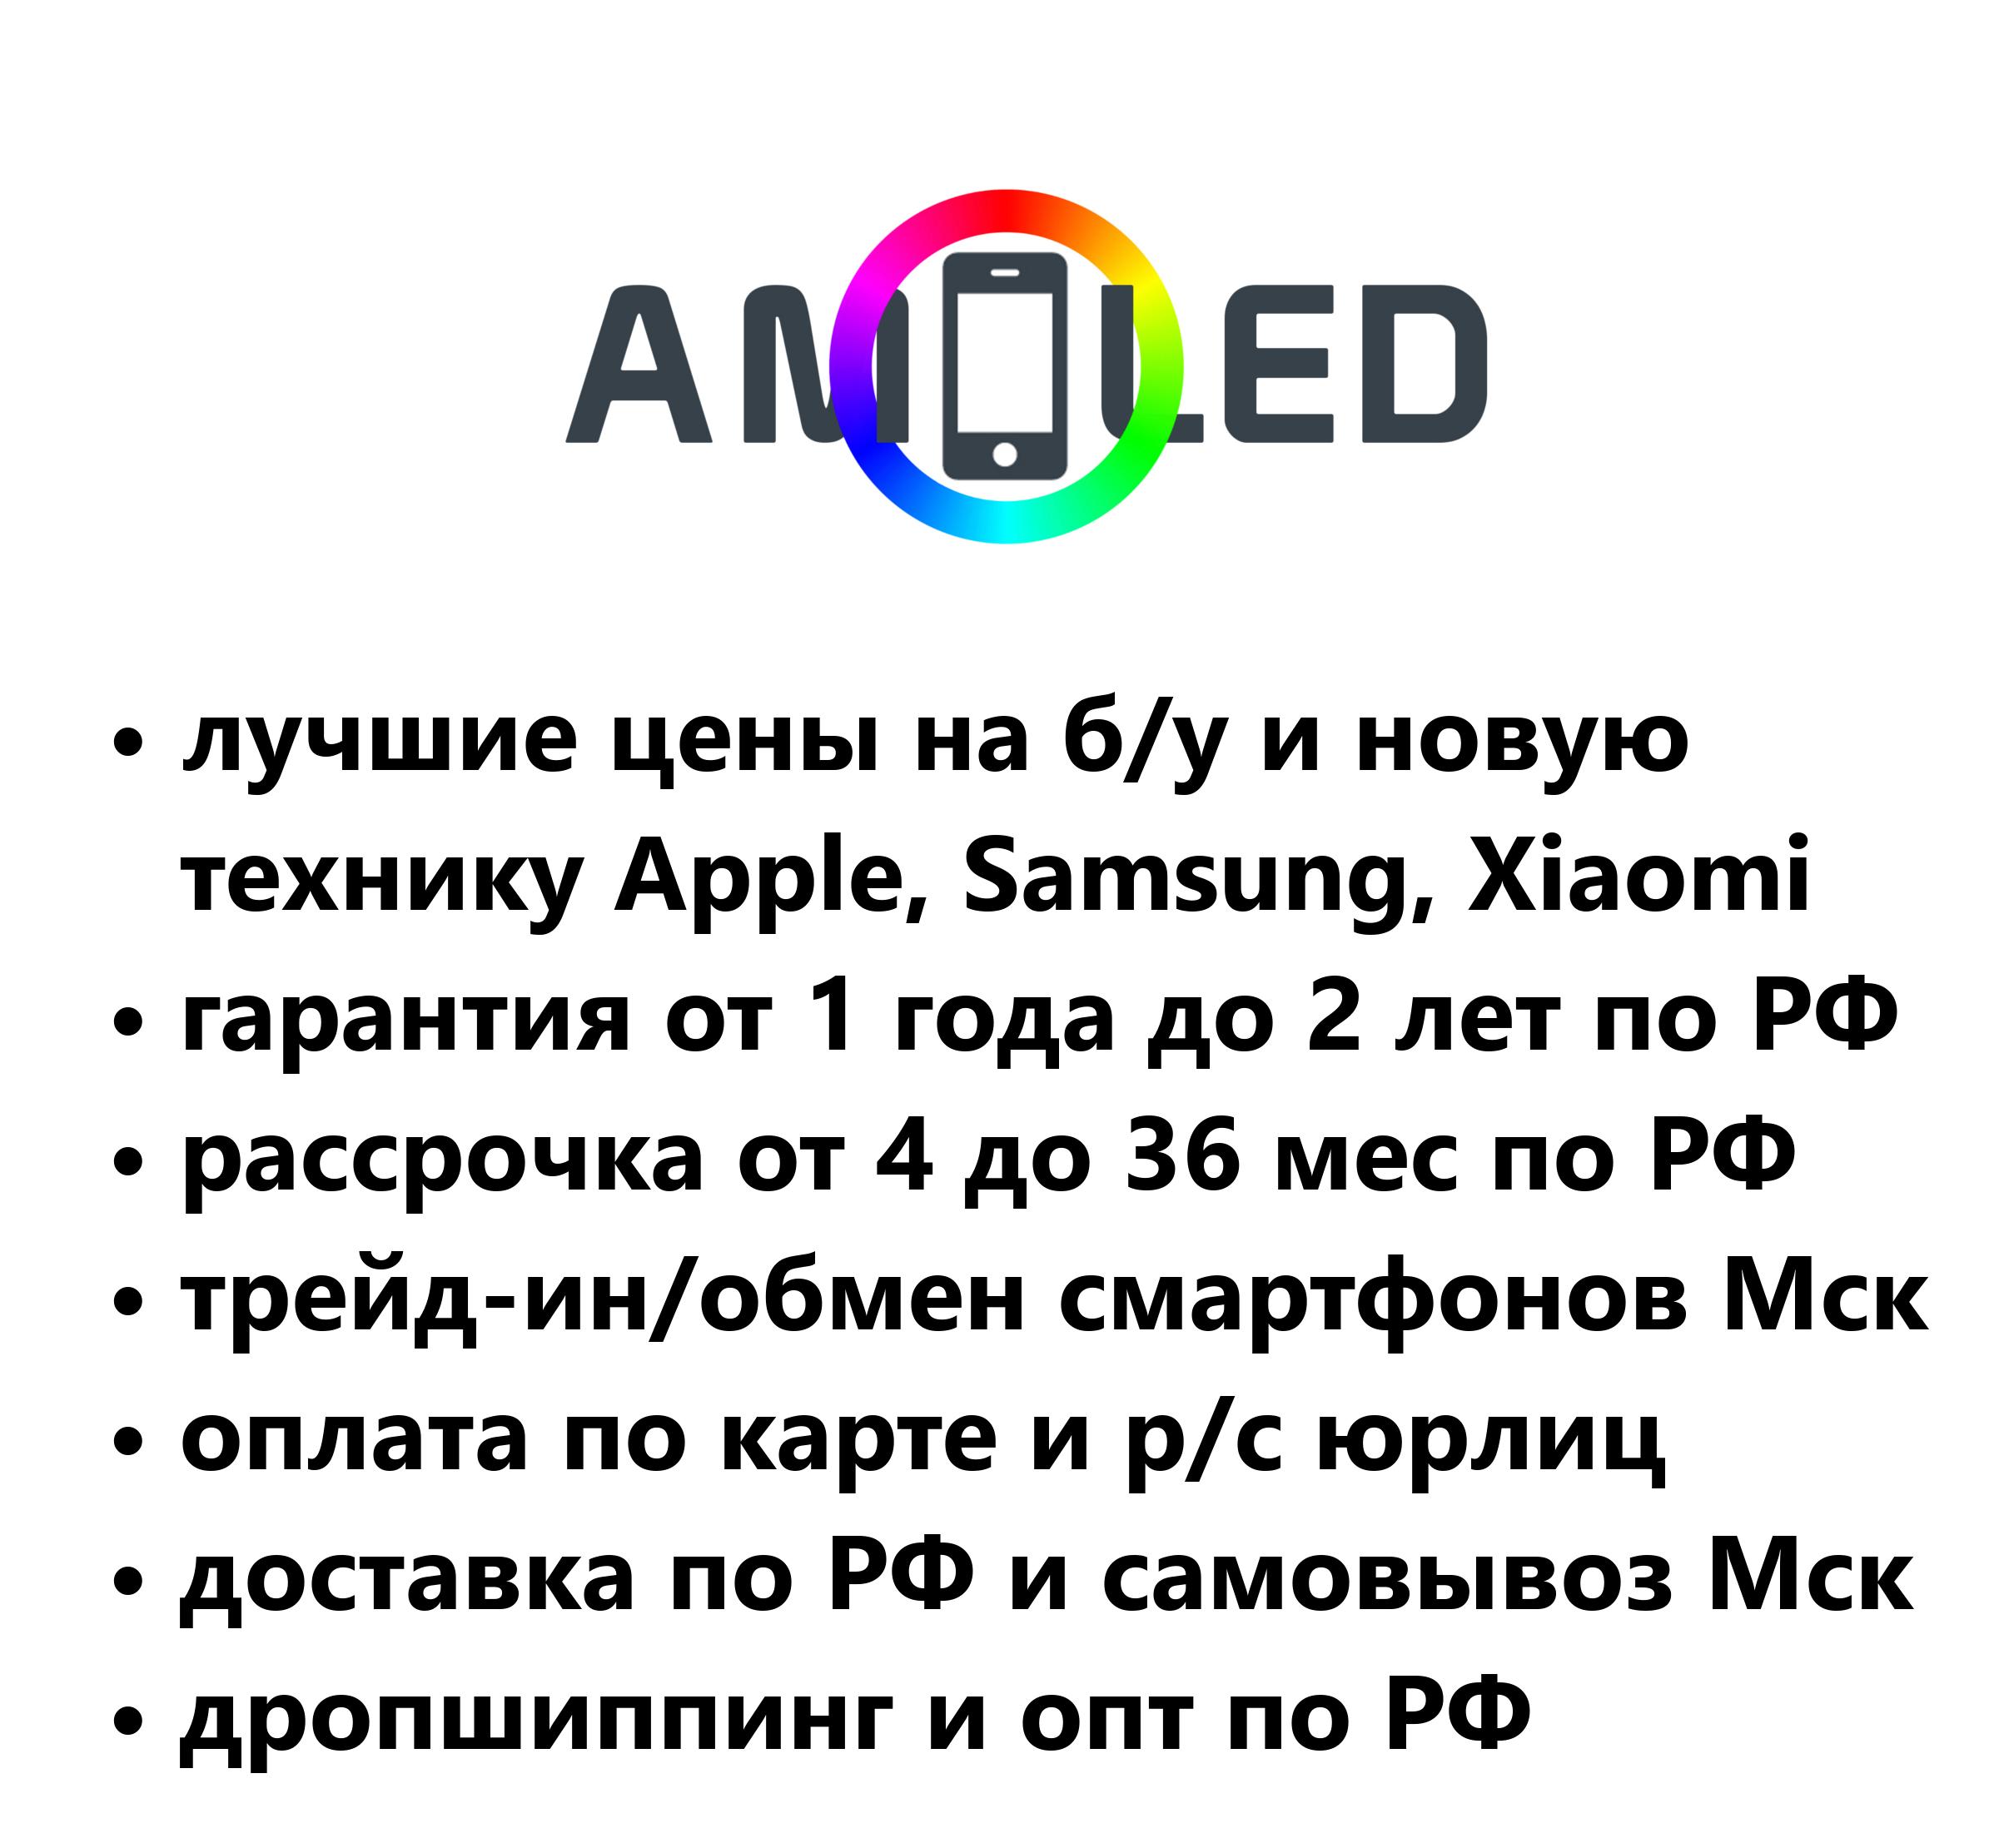 AMOLED
• лучшие цены на б/у и новую
технику Apple, Samsung, Xiaomi
• гарантия от 1 года до 2 лет по РФ
• рассрочка от 4 до 36 мес по РФ
• трейд-ин/обмен смартфонов Мск
• оплата по карте и р/с юрлиц
• доставка по РФ и самовывоз Мск
• дропшиппинг и опт по РФ